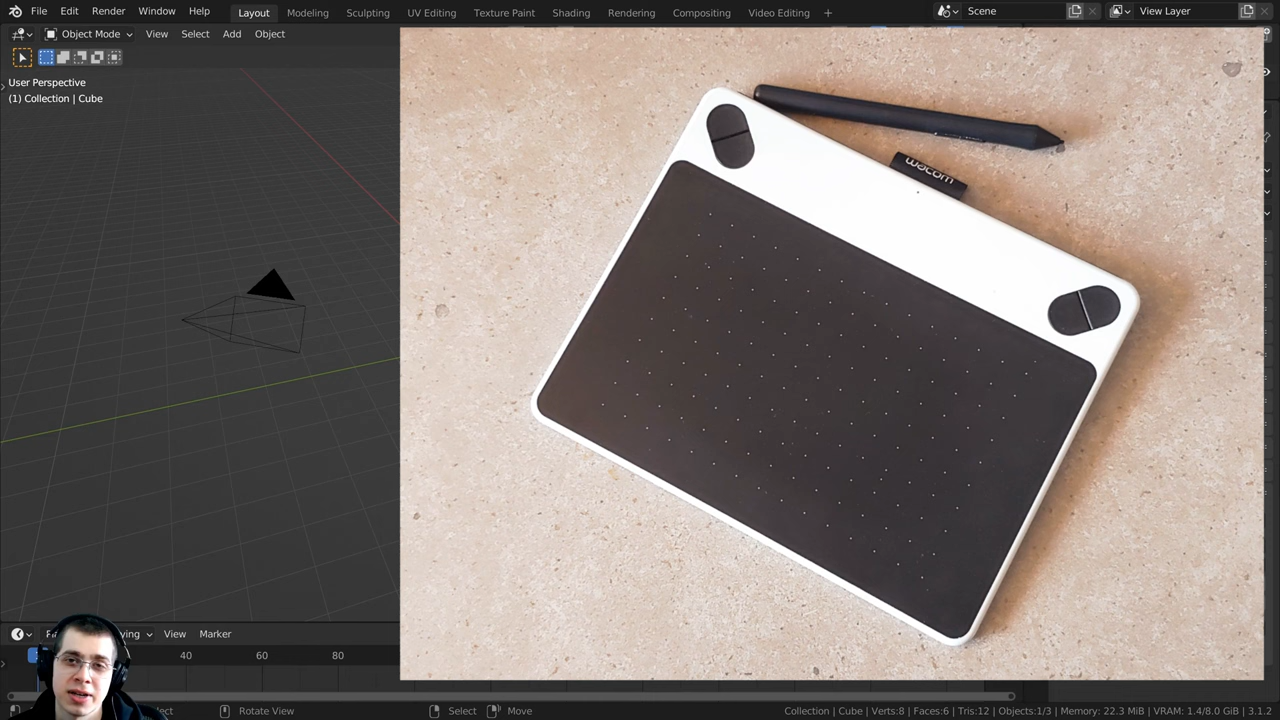 File Edit Render Window Help Layout Modeling Sculpting UV Editing Texture Paint Shading Rendering Compositing Video Editing + Scene View Layer
Object Mode View Select Add Object
User Perspective
(1) Collection | Cube
wacom
View Marker
40 60 80
Rotate View Select Move Collection | Cube | Verts:8 | Faces:6 | Tris:12 | Objects:1/3 | Memory: 22.3 MiB | VRAM: 1.4/8.0 GiB | 3.1.2